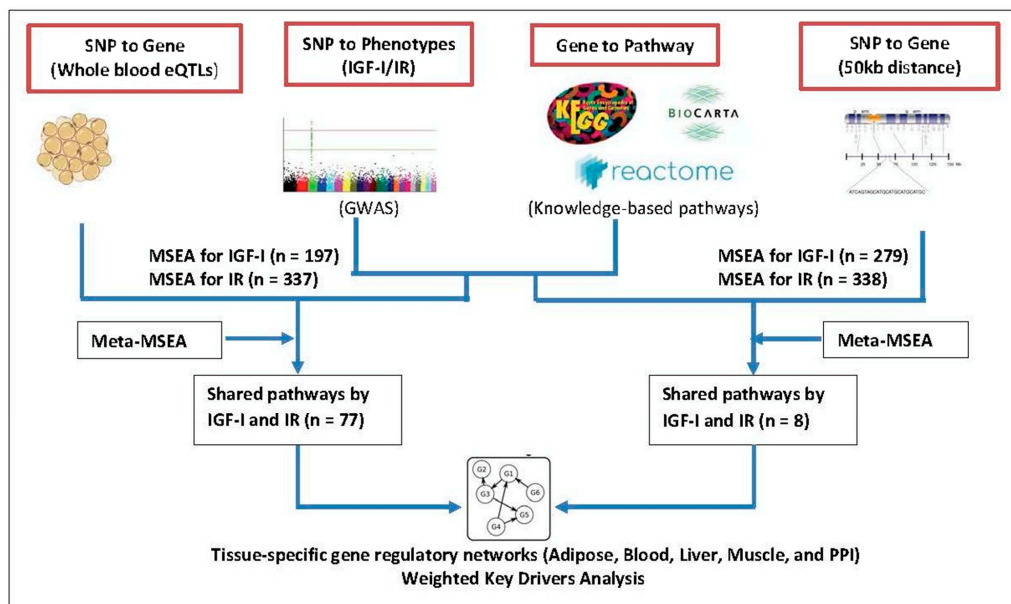 SNP to Gene
(Whole blood eQTLs)
SNP to Phenotypes
(IGF-I/IR)
Gene to Pathway
SNP to Gene
(50kb distance)
KEGG
BIOCARTA
reactome
ATCAGTAGCATGCATGCATGCATGC
(GWAS)
(Knowledge-based pathways)
MSEA for IGF-I (n = 197)
MSEA for IR (n = 337)
MSEA for IGF-I (n = 279)
MSEA for IR (n = 338)
Meta-MSEA
Meta-MSEA
Shared pathways by
IGF-I and IR (n = 77)
Shared pathways by
IGF-I and IR (n = 8)
G2
G1
G3
G6
G5
G4
Tissue-specific gene regulatory networks (Adipose, Blood, Liver, Muscle, and PPI)
Weighted Key Drivers Analysis